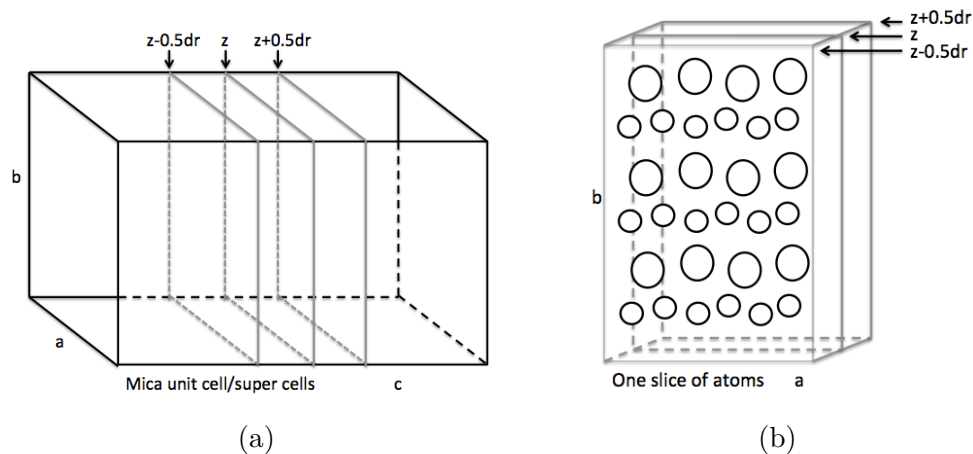 z-0.5dr z z+0.5dr
b
a
Mica unit cell/super cells c
(a)
z+0.5dr
z
z-0.5dr
b
One slice of atoms a
(b)